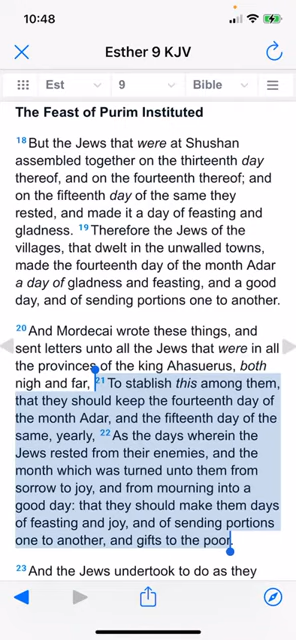 10:48
Esther 9 KJV
Est 9 Bible
The Feast of Purim Instituted
18 But the Jews that were at Shushan
assembled together on the thirteenth day
thereof, and on the fourteenth thereof; and
on the fifteenth day of the same they
rested, and made it a day of feasting and
gladness. 19 Therefore the Jews of the
villages, that dwelt in the unwalled towns,
made the fourteenth day of the month Adar
a day of gladness and feasting, and a good
day, and of sending portions one to another.
20 And Mordecai wrote these things, and
sent letters unto all the Jews that were in all
the provinces of the king Ahasuerus, both
nigh and far, 21 To stablish this among them,
that they should keep the fourteenth day of
the month Adar, and the fifteenth day of the
same, yearly, 22 As the days wherein the
Jews rested from their enemies, and the
month which was turned unto them from
sorrow to joy, and from mourning into a
good day: that they should make them days
of feasting and joy, and of sending portions
one to another, and gifts to the poor.
23 And the Jews undertook to do as they